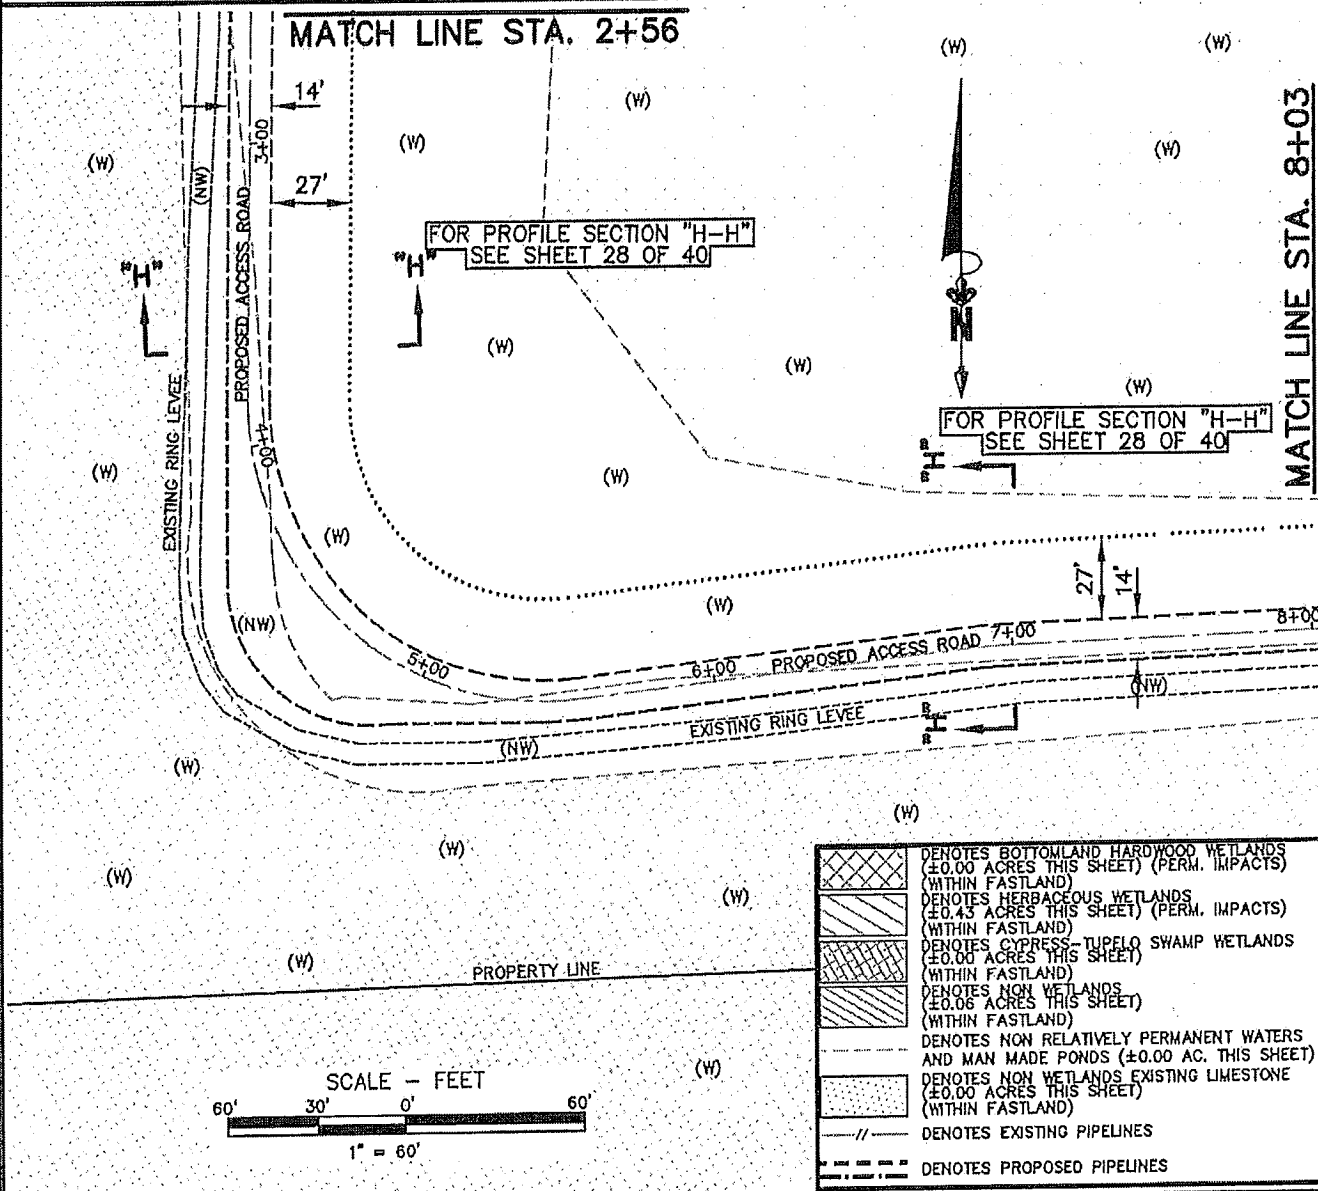 MATCH LINE STA. 2+56
(W)
(W)
14'
(W)
3+00
(W)
(W)
(W)
MATCH LINE STA. 8+03
(NW)
27'
PROPOSED ACCESS ROAD
FOR PROFILE SECTION "H-H"
SEE SHEET 28 OF 40
"H"
"H"
N
(W)
(W)
(W)
EXISTING RING LEVEE
FOR PROFILE SECTION "H-H"
SEE SHEET 28 OF 40
"H"
4+00
(W)
(W)
(W)
27'
14'
(W)
(NW)
5+00
6+00
PROPOSED ACCESS ROAD
7+00
8+00
(NW)
EXISTING RING LEVEE
"H"
(NW)
(W)
(W)
(W)
(W)
(W)
(W)
PROPERTY LINE
(W)
SCALE - FEET
60' 30' 0' 60'
1" = 60'
DENOTES BOTTOMLAND HARDWOOD WETLANDS
(±0.00 ACRES THIS SHEET) (PERM. IMPACTS)
(WITHIN FASTLAND)
DENOTES HERBACEOUS WETLANDS
(±0.43 ACRES THIS SHEET) (PERM. IMPACTS)
(WITHIN FASTLAND)
DENOTES CYPRESS-TUPELO SWAMP WETLANDS
(±0.00 ACRES THIS SHEET)
(WITHIN FASTLAND)
DENOTES NON WETLANDS
(±0.06 ACRES THIS SHEET)
(WITHIN FASTLAND)
DENOTES NON RELATIVELY PERMANENT WATERS
AND MAN MADE PONDS (±0.00 AC. THIS SHEET)
DENOTES NON WETLANDS EXISTING LIMESTONE
(±0.00 ACRES THIS SHEET)
(WITHIN FASTLAND)
DENOTES EXISTING PIPELINES
DENOTES PROPOSED PIPELINES